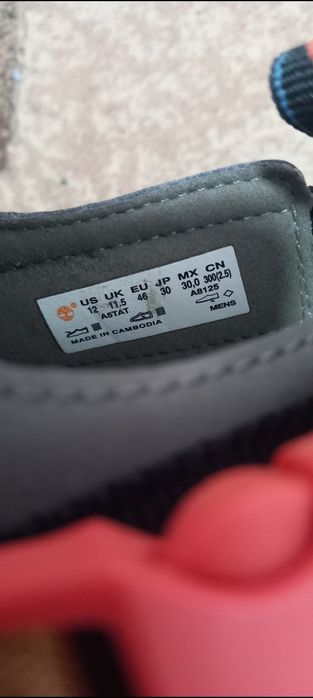 US UK EU JP MX CN
12 11,5 46 30 30,0 300(2.5)
A5TAT A8125
MADE IN CAMBODIA MENS